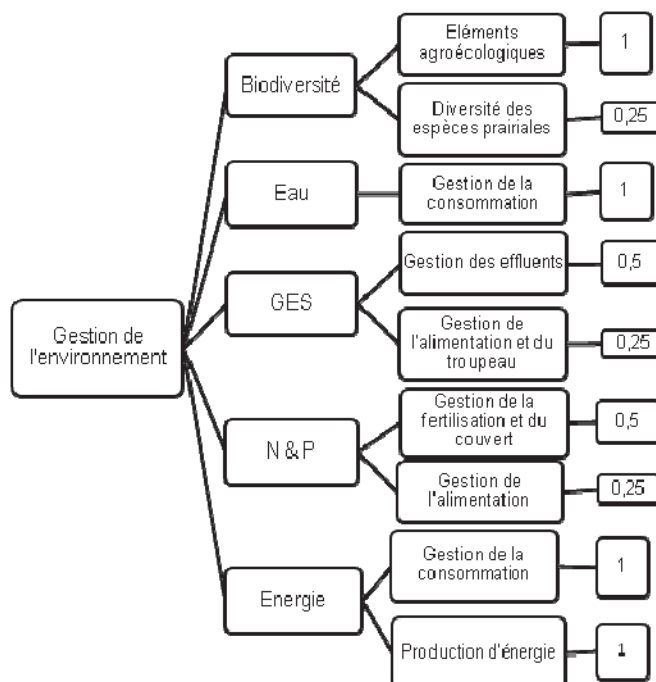 Gestion de
l'environnement
Biodiversité
Eléments
agroécologiques
1
Diversité des
espèces prairiales
0,25
Eau
Gestion de la
consommation
1
GES
Gestion des effluents
0,5
Gestion de
l'alimentation et du
troupeau
0,25
N & P
Gestion de la
fertilisation et du
couvert
0,5
Gestion de
l'alimentation
0,25
Energie
Gestion de la
consommation
1
Production d'énergie
1